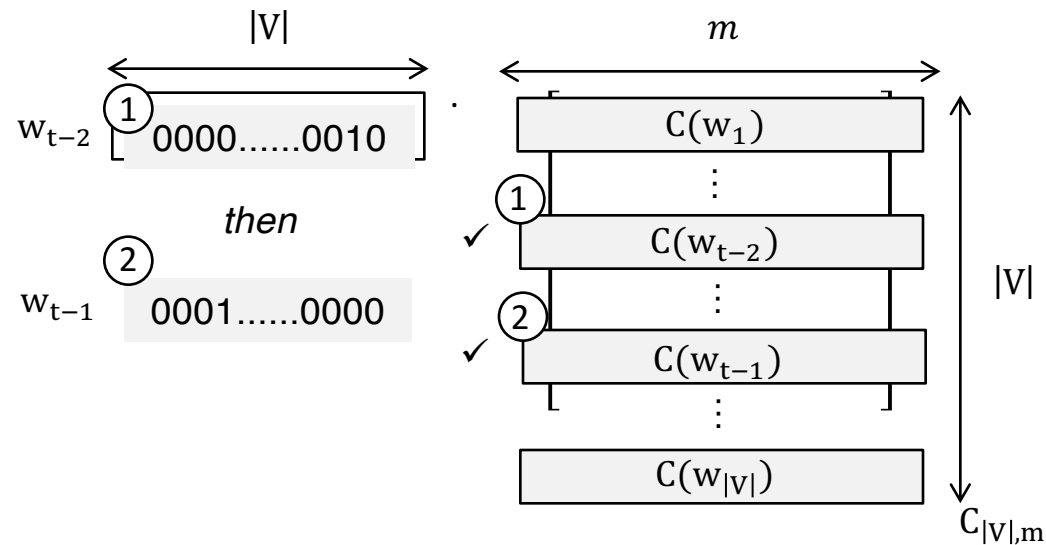 |V|
m
w_{t−2} ① 0000......0010 .
then
② w_{t−1} 0001......0000
C(w_1)
⋮
① ✓ C(w_{t−2})
⋮
② ✓ C(w_{t−1})
⋮
C(w_{|V|})
|V|
C_{|V|,m}